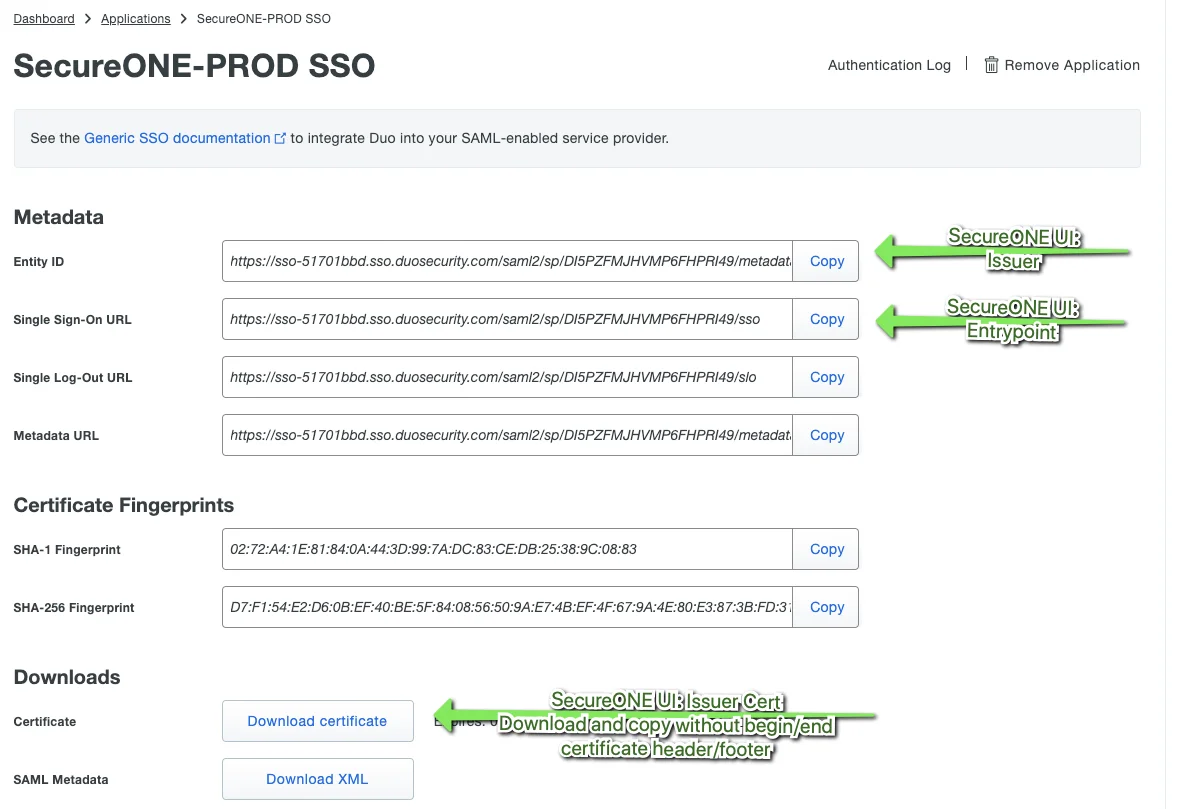 Dashboard > Applications > SecureONE-PROD SSO
SecureONE-PROD SSO
Authentication Log | Remove Application
See the Generic SSO documentation to integrate Duo into your SAML-enabled service provider.
Metadata
Entity ID
https://sso-51701bbd.sso.duosecurity.com/saml2/sp/DI5PZFMJHVMP6FHPRI49/metadata
Copy
SecureONE UI:
Issuer
Single Sign-On URL
https://sso-51701bbd.sso.duosecurity.com/saml2/sp/DI5PZFMJHVMP6FHPRI49/sso
Copy
SecureONE UI:
Entrypoint
Single Log-Out URL
https://sso-51701bbd.sso.duosecurity.com/saml2/sp/DI5PZFMJHVMP6FHPRI49/slo
Copy
Metadata URL
https://sso-51701bbd.sso.duosecurity.com/saml2/sp/DI5PZFMJHVMP6FHPRI49/metadata
Copy
Certificate Fingerprints
SHA-1 Fingerprint
02:72:A4:1E:81:84:0A:44:3D:99:7A:DC:83:CE:DB:25:38:9C:08:83
Copy
SHA-256 Fingerprint
D7:F1:54:E2:D6:0B:EF:40:BE:5F:84:08:56:50:9A:E7:4B:EF:4F:67:9A:4E:80:E3:87:3B:FD:31
Copy
Downloads
Certificate
Download certificate
SecureONE UI: Issuer Cert
Download and copy without begin/end
certificate header/footer
SAML Metadata
Download XML